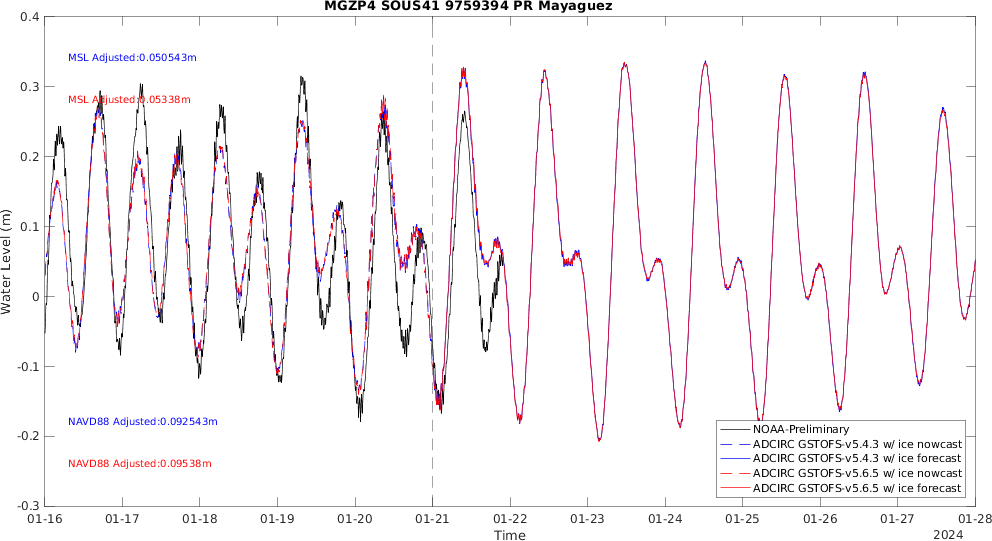 MGZP4 SOUS41 9759394 PR Mayaguez
0.4
0.3
0.2
0.1
0
-0.1
-0.2
-0.3
Water Level (m)
MSL Adjusted:0.050543m
MSL Adjusted:0.05338m
NAVD88 Adjusted:0.092543m
NAVD88 Adjusted:0.09538m
NOAA-Preliminary
ADCIRC GSTOFS-v5.4.3 w/ ice nowcast
ADCIRC GSTOFS-v5.4.3 w/ ice forecast
ADCIRC GSTOFS-v5.6.5 w/ ice nowcast
ADCIRC GSTOFS-v5.6.5 w/ ice forecast
01-16 01-17 01-18 01-19 01-20 01-21 01-22 01-23 01-24 01-25 01-26 01-27 01-28
Time
2024